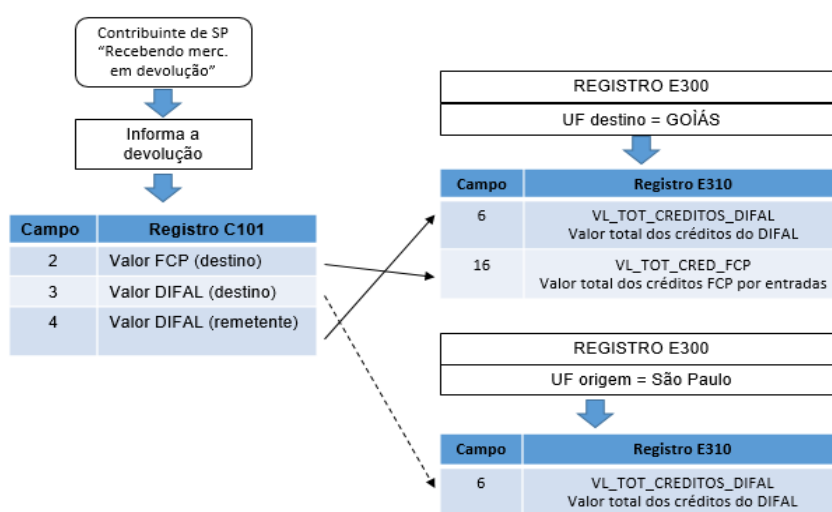 Contribuinte de SP
“Recebendo merc.
em devolução”
Informa a
devolução
Campo Registro C101
2 Valor FCP (destino)
3 Valor DIFAL (destino)
4 Valor DIFAL (remetente)
REGISTRO E300
UF destino = GOÌÁS
Campo Registro E310
6 VL_TOT_CREDITOS_DIFAL
Valor total dos créditos do DIFAL
16 VL_TOT_CRED_FCP
Valor total dos créditos FCP por entradas
REGISTRO E300
UF origem = São Paulo
Campo Registro E310
6 VL_TOT_CREDITOS_DIFAL
Valor total dos créditos do DIFAL